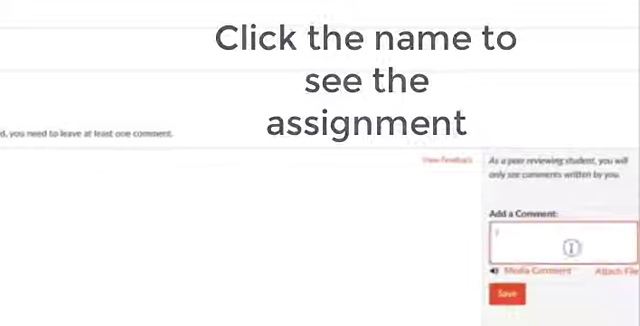 Click the name to
see the
assignment
d, you need to leave at least one comment.
View Feedback
As a peer reviewing student, you will
only see comments written by you.
Add a Comment:
Media Comment Attach File
Save